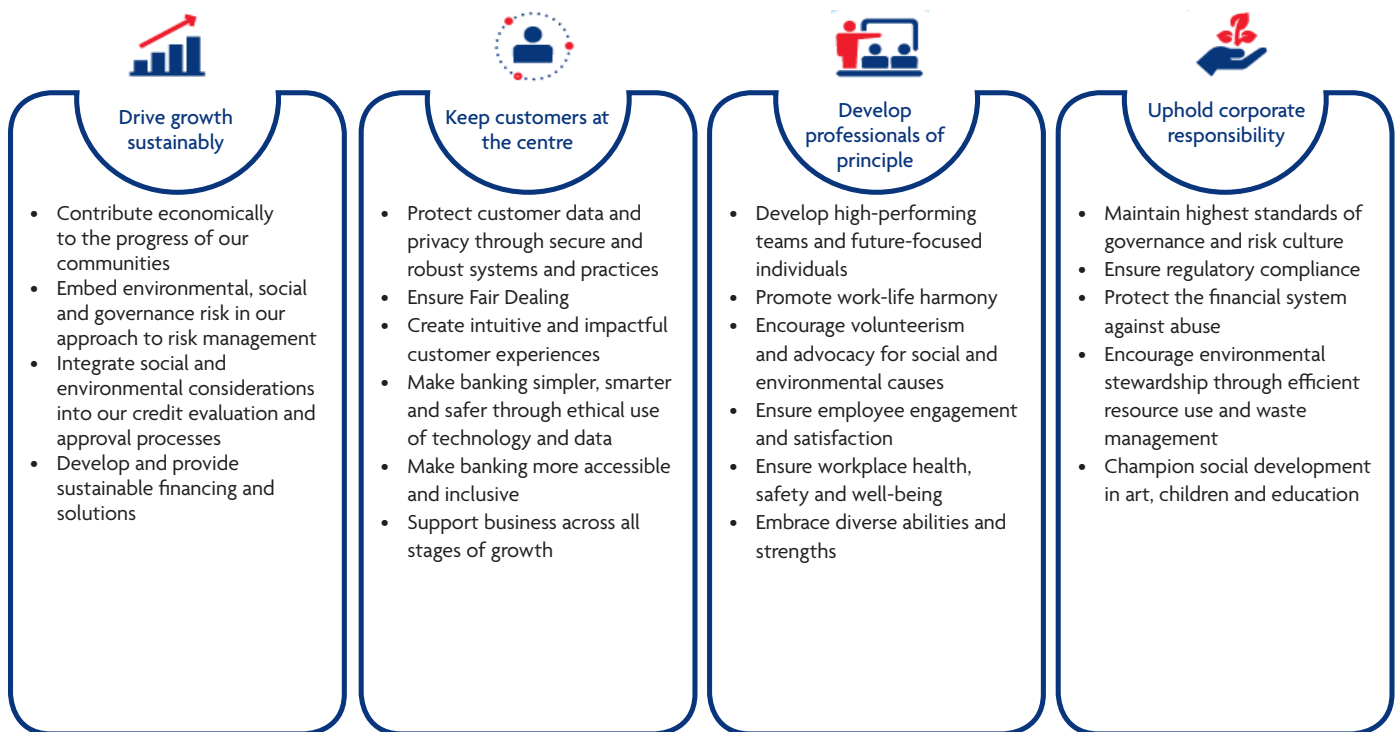 Drive growth
sustainably
• Contribute economically
to the progress of our
communities
• Embed environmental, social
and governance risk in our
approach to risk management
• Integrate social and
environmental considerations
into our credit evaluation and
approval processes
• Develop and provide
sustainable financing and
solutions
Keep customers at
the centre
• Protect customer data and
privacy through secure and
robust systems and practices
• Ensure Fair Dealing
• Create intuitive and impactful
customer experiences
• Make banking simpler, smarter
and safer through ethical use
of technology and data
• Make banking more accessible
and inclusive
• Support business across all
stages of growth
Develop
professionals of
principle
• Develop high-performing
teams and future-focused
individuals
• Promote work-life harmony
• Encourage volunteerism
and advocacy for social and
environmental causes
• Ensure employee engagement
and satisfaction
• Ensure workplace health,
safety and well-being
• Embrace diverse abilities and
strengths
Uphold corporate
responsibility
• Maintain highest standards of
governance and risk culture
• Ensure regulatory compliance
• Protect the financial system
against abuse
• Encourage environmental
stewardship through efficient
resource use and waste
management
• Champion social development
in art, children and education